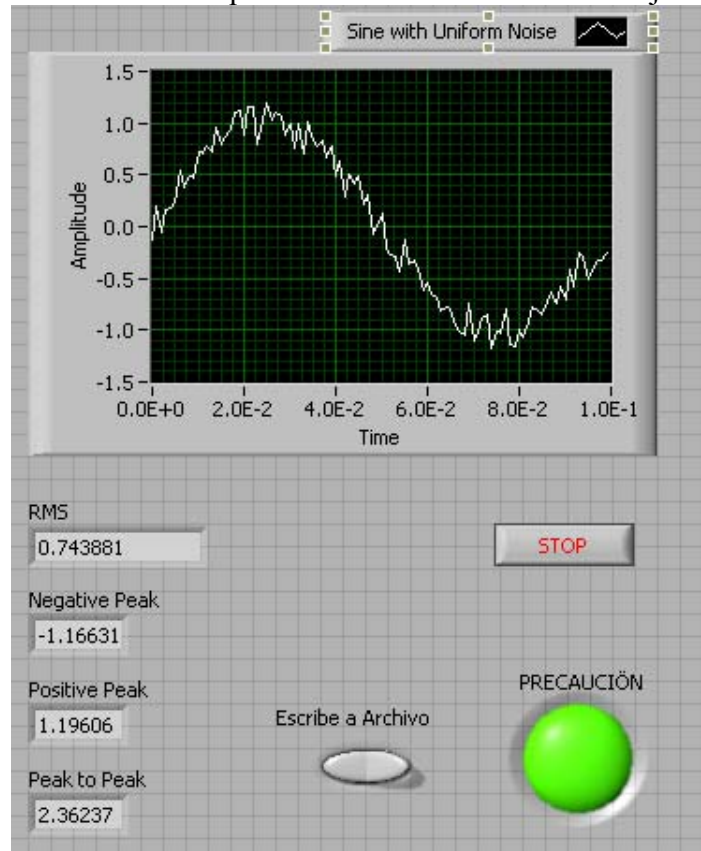 Sine with Uniform Noise
1.5
1.0
0.5
0.0
-0.5
-1.0
-1.5
Amplitude
0.0E+0 2.0E-2 4.0E-2 6.0E-2 8.0E-2 1.0E-1
Time
RMS
0.743881
STOP
Negative Peak
-1.16631
Positive Peak
1.19606
Peak to Peak
2.36237
Escribe a Archivo
PRECAUCIÖN